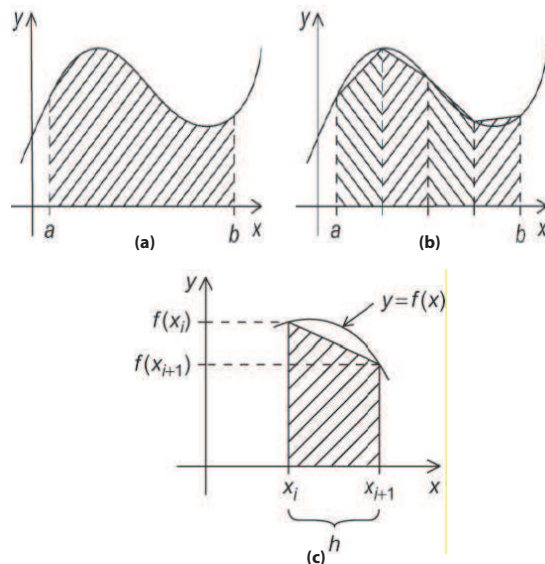 y
y
a
b
x
a
b
x
(a)
(b)
y
y=f(x)
f(xᵢ)
f(xᵢ₊₁)
xᵢ
xᵢ₊₁
x
h
(c)